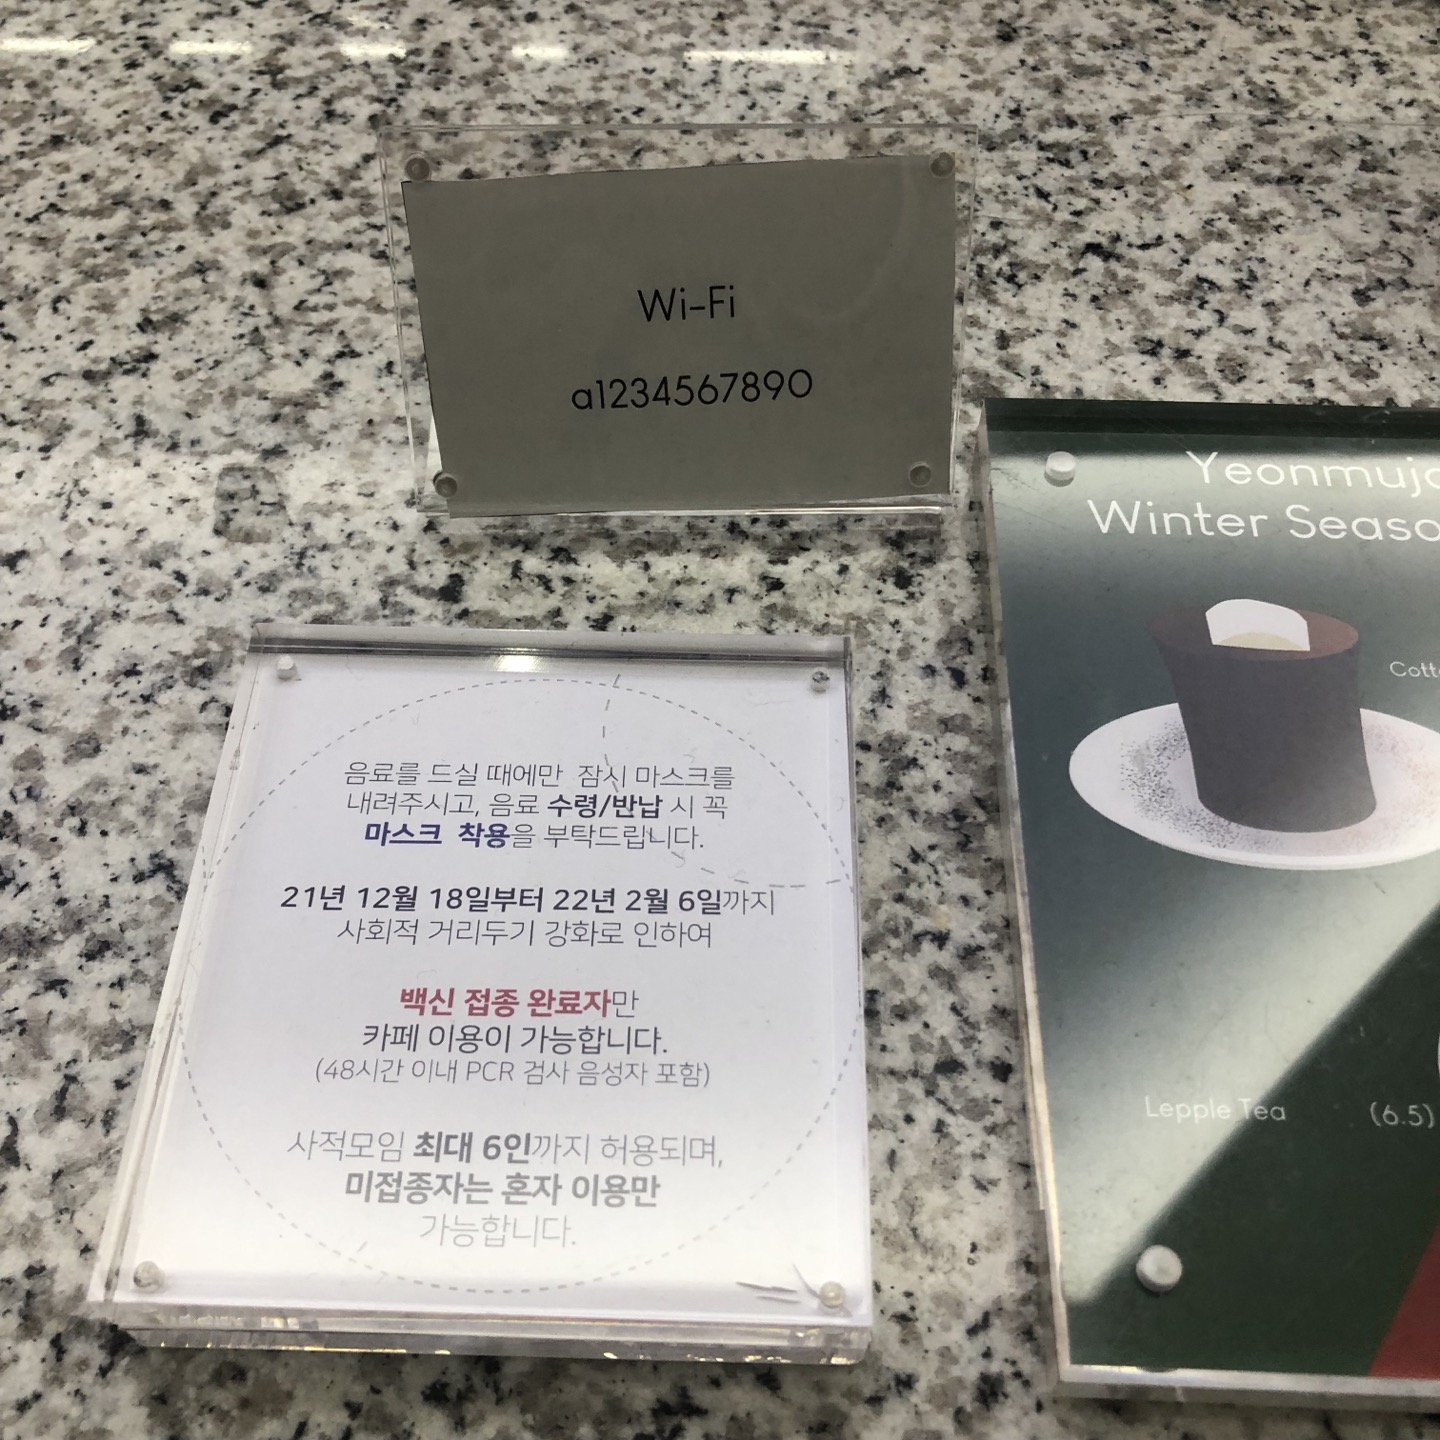 Wi-Fi
a1234567890
음료를 드실 때에만 잠시 마스크를
내려주시고, 음료 수령/반납 시 꼭
마스크 착용을 부탁드립니다.
21년 12월 18일부터 22년 2월 6일까지
사회적 거리두기 강화로 인하여
백신 접종 완료자만
카페 이용이 가능합니다.
(48시간 이내 PCR 검사 음성자 포함)
사적모임 최대 6인까지 허용되며,
미접종자는 혼자 이용만
가능합니다.
Winter
Lepple Tea (6.5)